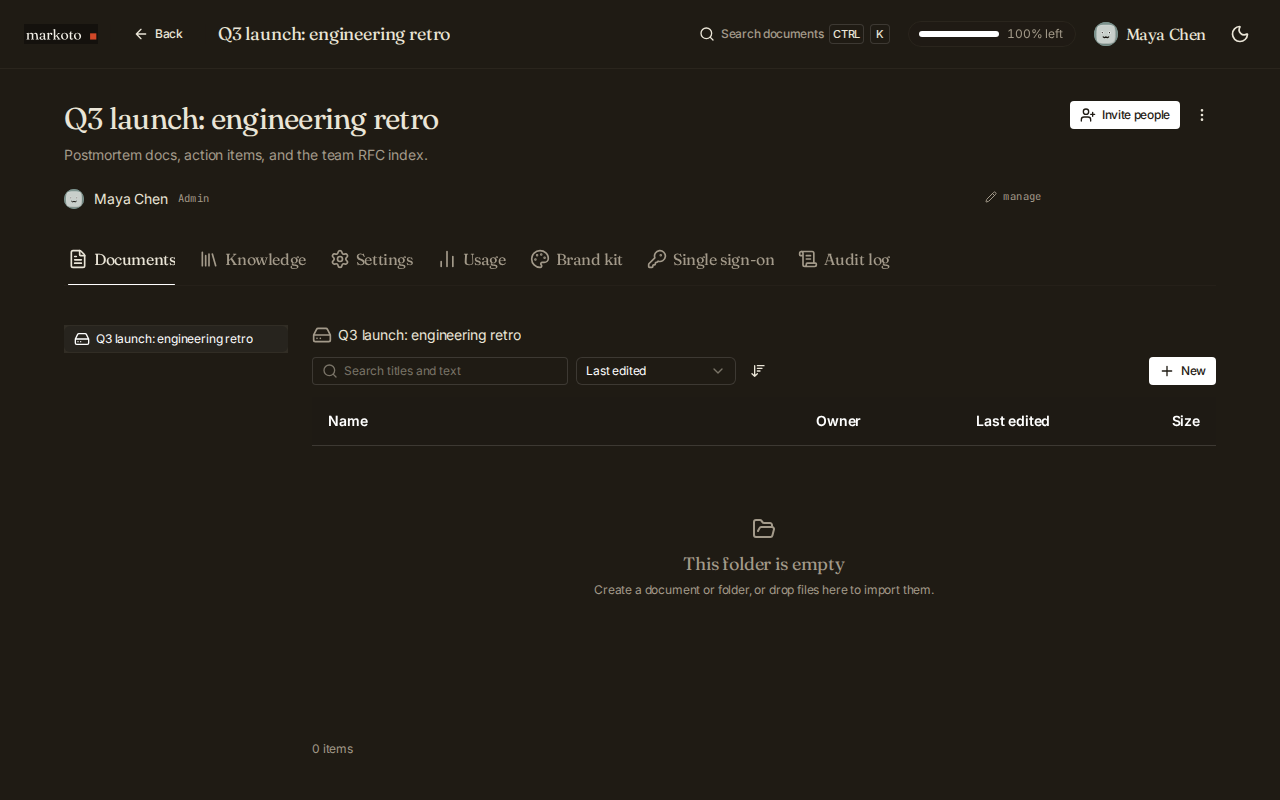 markoto
Back
Q3 launch: engineering retro
Search documents CTRL K
100% left
Maya Chen
Q3 launch: engineering retro
Invite people
Postmortem docs, action items, and the team RFC index.
Maya Chen Admin
manage
Documents Knowledge Settings Usage Brand kit Single sign-on Audit log
Q3 launch: engineering retro
Q3 launch: engineering retro
Search titles and text
Last edited
New
Name Owner Last edited Size
This folder is empty
Create a document or folder, or drop files here to import them.
0 items